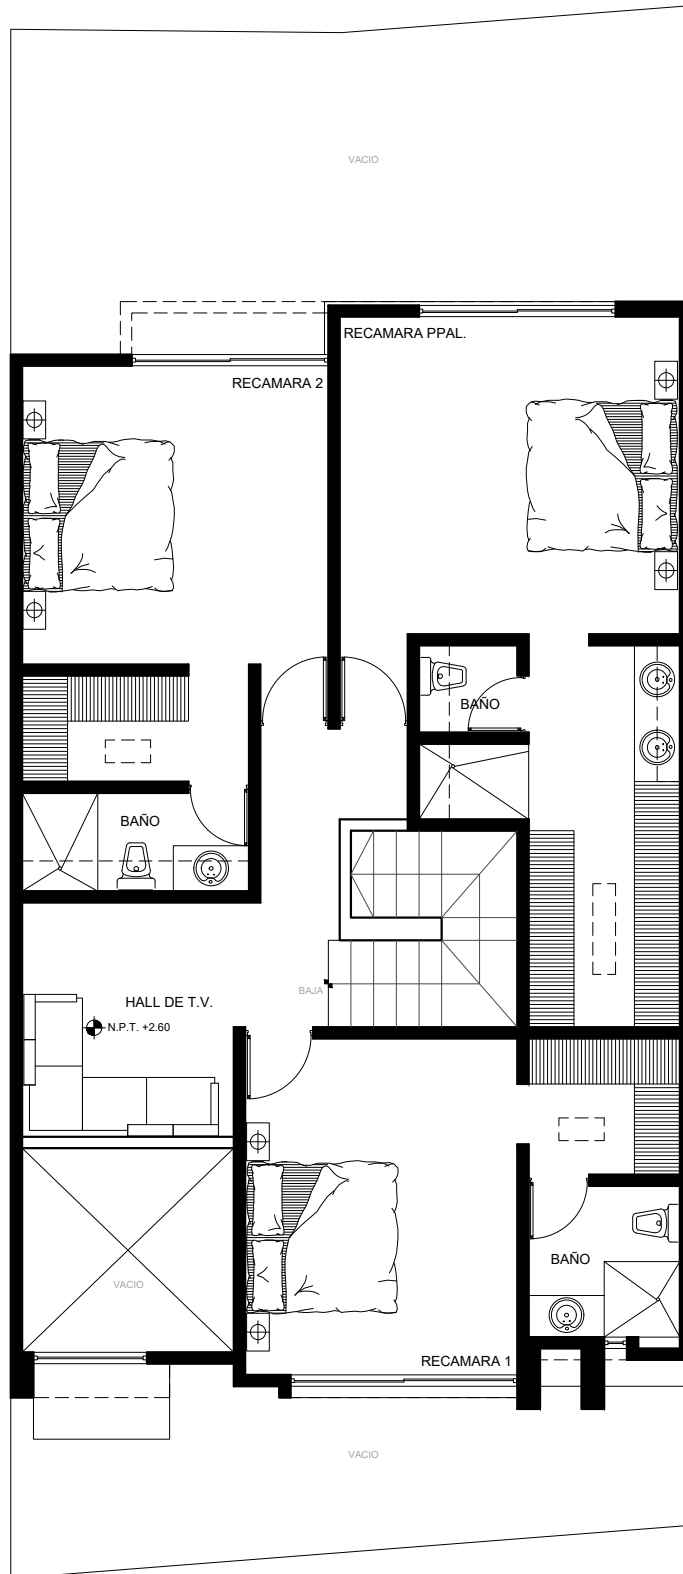 VACIO
RECAMARA PPAL.
RECAMARA 2
BAÑO
BAÑO
BAJA
HALL DE T.V.
N.P.T. +2.60
BAÑO
VACIO
RECAMARA 1
VACIO